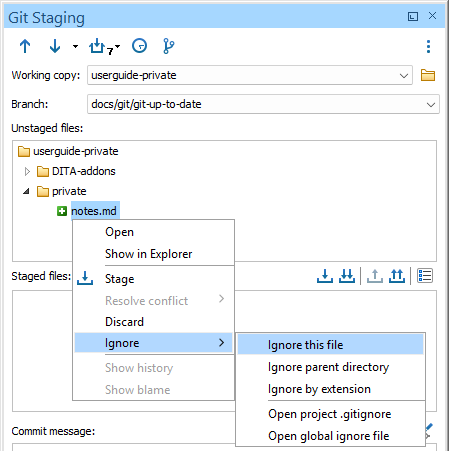 Git Staging
7
Working copy: userguide-private
Branch: docs/git/git-up-to-date
Unstaged files:
userguide-private
DITA-addons
private
notes.md
Open
Show in Explorer
Staged files:
Stage
Resolve conflict
Discard
Ignore
Ignore this file
Show history
Ignore parent directory
Show blame
Ignore by extension
Open project .gitignore
Commit message:
Open global ignore file